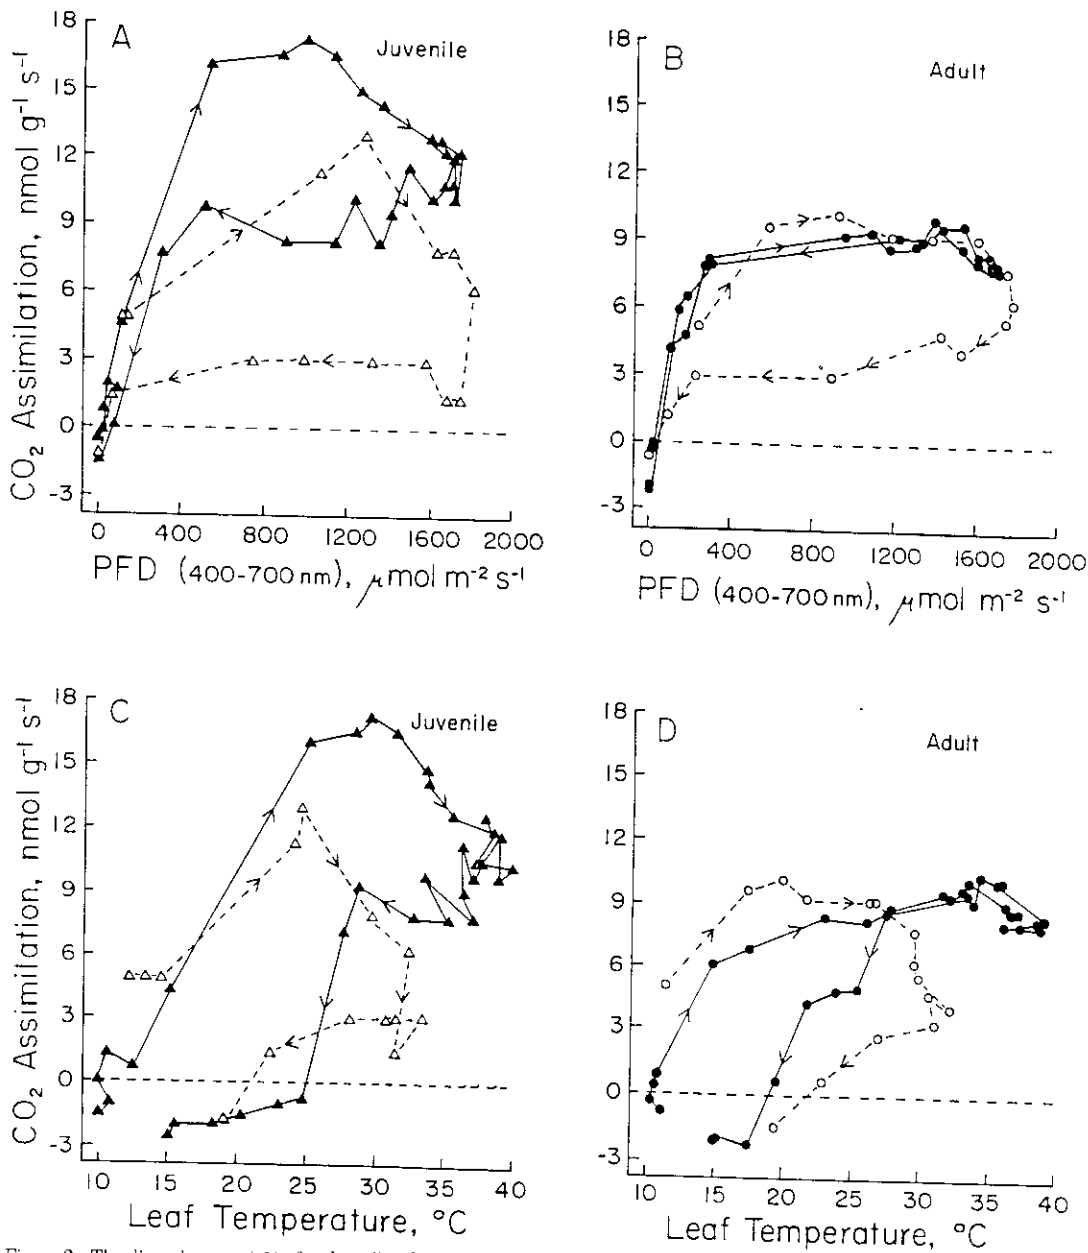 A
Juvenile
18
15
12
9
6
3
0
-3
CO₂ Assimilation, nmol g⁻¹ s⁻¹
0 400 800 1200 1600 2000
PFD (400-700 nm), μmol m⁻² s⁻¹
B
Adult
18
15
12
9
6
3
0
-3
0 400 800 1200 1600 2000
PFD (400-700 nm), μmol m⁻² s⁻¹
C
Juvenile
18
15
12
9
6
3
0
-3
CO₂ Assimilation, nmol g⁻¹ s⁻¹
10 15 20 25 30 35 40
Leaf Temperature, °C
D
Adult
18
15
12
9
6
3
0
-3
10 15 20 25 30 35 40
Leaf Temperature, °C